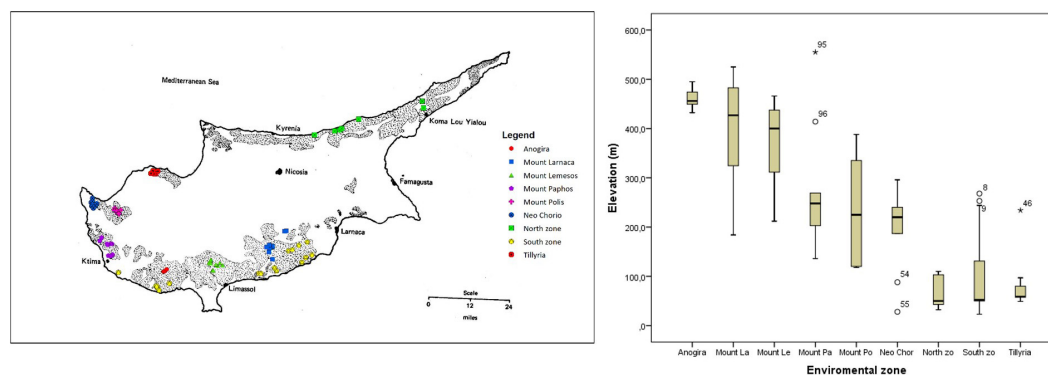 Mediterranean Sea
Kyrenia
Koma Lou Yialou
Nicosia
Famagusta
Larnaca
Ktima
Limassol
Legend
Anogira
Mount Larnaca
Mount Lemesos
Mount Paphos
Mount Polis
Neo Chorio
North zone
South zone
Tillyria
Scale
0 12 24
miles
Elevation (m)
600,0
500,0
400,0
300,0
200,0
100,0
,0
95
96
54
55
8
9
46
Anogira Mount La Mount Le Mount Pa Mount Po Neo Chor North zo South zo Tillyria
Enviromental zone